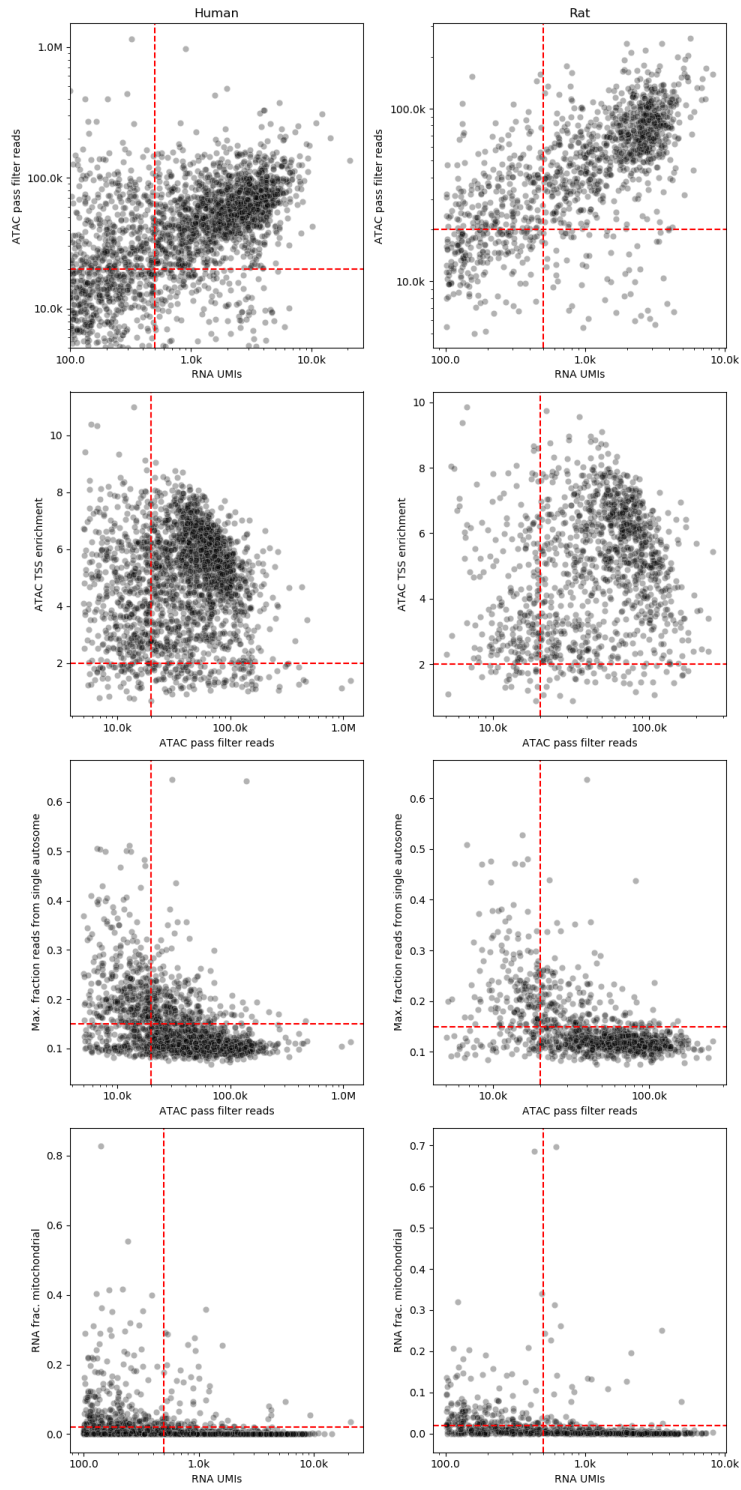 Human
Rat
ATAC pass filter reads
1.0M
100.0k
10.0k
100.0
1.0k
10.0k
RNA UMIs
ATAC pass filter reads
100.0k
10.0k
100.0
1.0k
10.0k
RNA UMIs
ATAC TSS enrichment
10
8
6
4
2
10.0k
100.0k
1.0M
ATAC pass filter reads
ATAC TSS enrichment
10
8
6
4
2
10.0k
100.0k
ATAC pass filter reads
Max. fraction reads from single autosome
0.6
0.5
0.4
0.3
0.2
0.1
10.0k
100.0k
1.0M
ATAC pass filter reads
Max. fraction reads from single autosome
0.6
0.5
0.4
0.3
0.2
0.1
10.0k
100.0k
ATAC pass filter reads
RNA frac. mitochondrial
0.8
0.6
0.4
0.2
0.0
100.0
1.0k
10.0k
RNA UMIs
RNA frac. mitochondrial
0.7
0.6
0.5
0.4
0.3
0.2
0.1
0.0
100.0
1.0k
10.0k
RNA UMIs